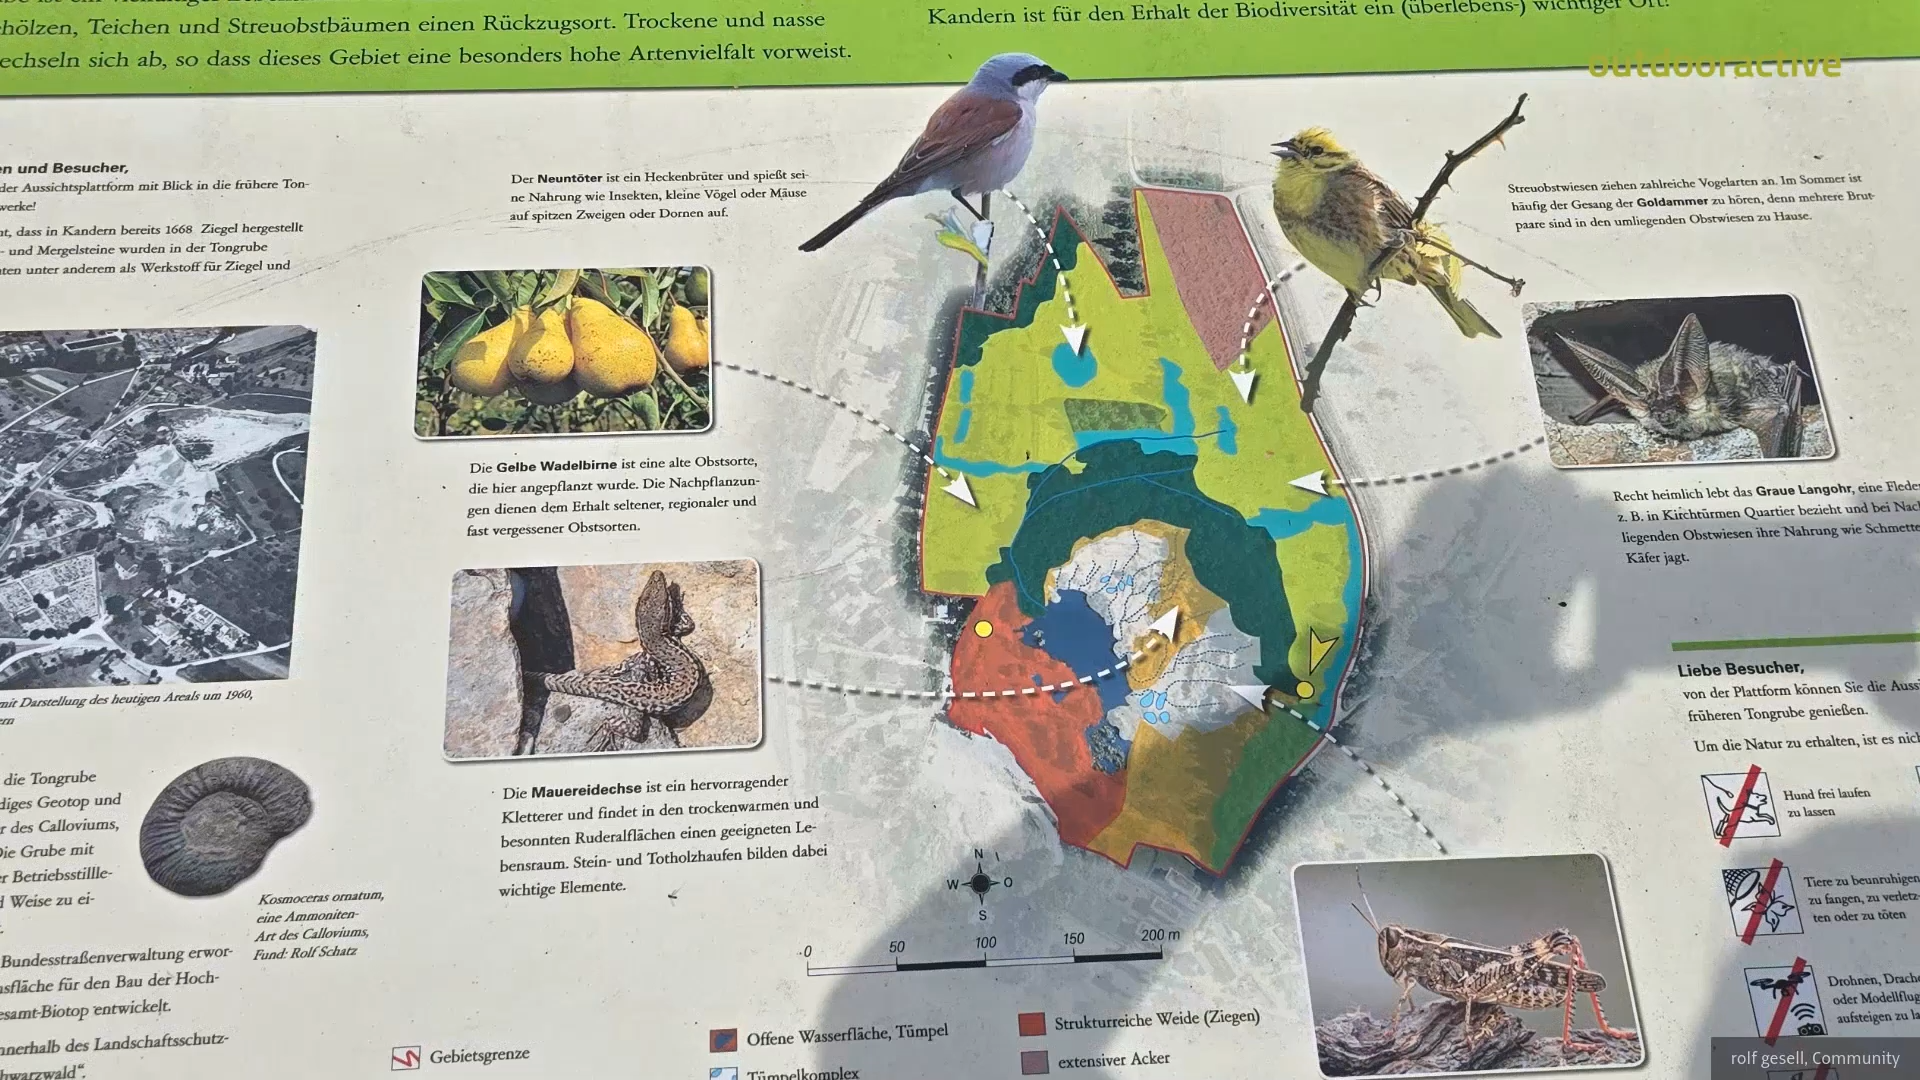 hölzen, Teichen und Streuobstbäumen einen Rückzugsort. Trockene und nasse
echseln sich ab, so dass dieses Gebiet eine besonders hohe Artenvielfalt vorweist.
Kandern ist für den Erhalt der Biodiversität ein (überlebens-) wichtiger Ort!
outdooractive
en und Besucher,
der Aussichtsplattform mit Blick in die frühere Ton-
werke!
nt, dass in Kandern bereits 1668 Ziegel hergestellt
- und Mergelsteine wurden in der Tongrube
ten unter anderem als Werkstoff für Ziegel und
mit Darstellung des heutigen Areals um 1960,
ern
die Tongrube
diges Geotop und
r des Calloviums,
Die Grube mit
er Betriebsstillle-
d Weise zu ei-
Kosmoceras ornatum,
eine Ammoniten-
Art des Calloviums,
Fund: Rolf Schatz
Bundesstraßenverwaltung erwor-
sfläche für den Bau der Hoch-
esamt-Biotop entwickelt.
nnerhalb des Landschaftsschutz-
hwarzwald“.
Der Neuntöter ist ein Heckenbrüter und spießt sei-
ne Nahrung wie Insekten, kleine Vögel oder Mäuse
auf spitzen Zweigen oder Dornen auf.
Die Gelbe Wadelbirne ist eine alte Obstsorte,
die hier angepflanzt wurde. Die Nachpflanzun-
gen dienen dem Erhalt seltener, regionaler und
fast vergessener Obstsorten.
Die Mauereidechse ist ein hervorragender
Kletterer und findet in den trockenwarmen und
besonnten Ruderalflächen einen geeigneten Le-
bensraum. Stein- und Totholzhaufen bilden dabei
wichtige Elemente.
N
W O
S
0 50 100 150 200 m
Gebietsgrenze
Offene Wasserfläche, Tümpel
Tümpelkomplex
Strukturreiche Weide (Ziegen)
extensiver Acker
Streuobstwiesen ziehen zahlreiche Vogelarten an. Im Sommer ist
häufig der Gesang der Goldammer zu hören, denn mehrere Brut-
paare sind in den umliegenden Obstwiesen zu Hause.
Recht heimlich lebt das Graue Langohr, eine Flede
z. B. in Kirchtürmen Quartier bezieht und bei Nac
liegenden Obstwiesen ihre Nahrung wie Schmette
Käfer jagt.
Liebe Besucher,
von der Plattform können Sie die Auss
früheren Tongrube genießen.
Um die Natur zu erhalten, ist es nich
Hund frei laufen
zu lassen
Tiere zu beunruhigen
zu fangen, zu verletz-
ten oder zu töten
Drohnen, Drache
oder Modellflug
aufsteigen zu la
rolf gesell, Community